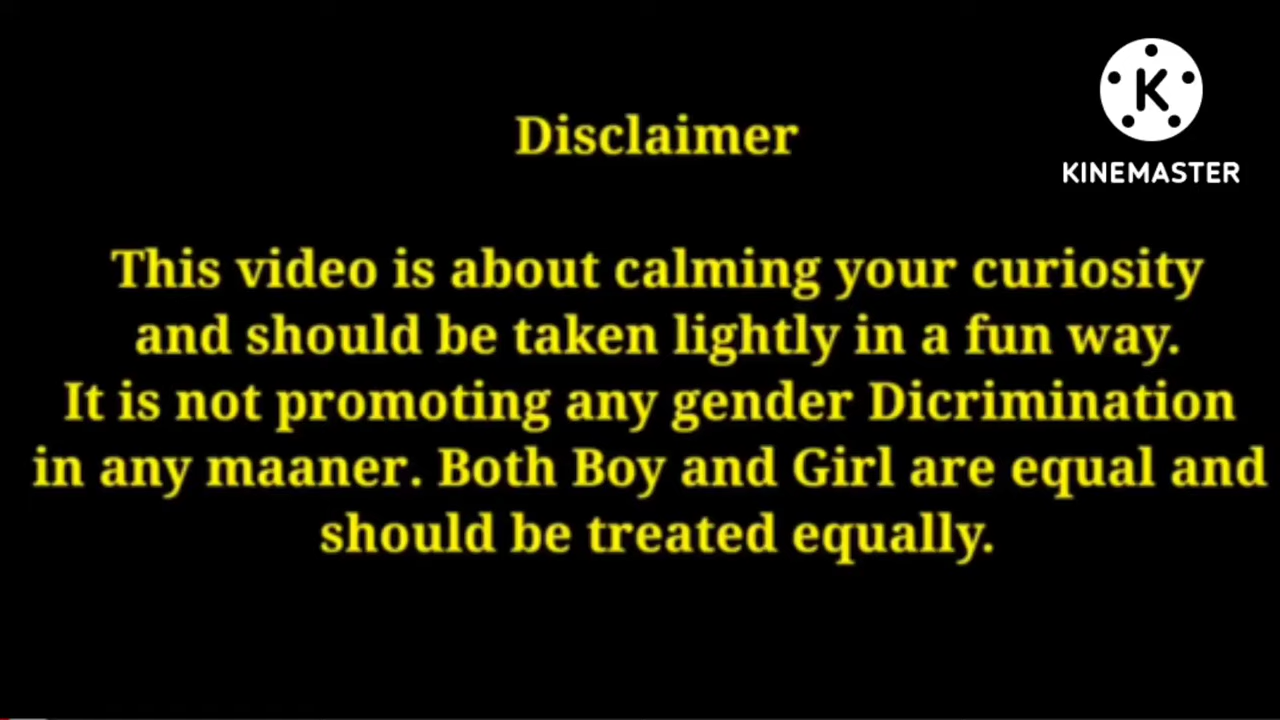 Disclaimer
K
KINEMASTER
This video is about calming your curiosity
and should be taken lightly in a fun way.
It is not promoting any gender Dicrimination
in any maaner. Both Boy and Girl are equal and
should be treated equally.